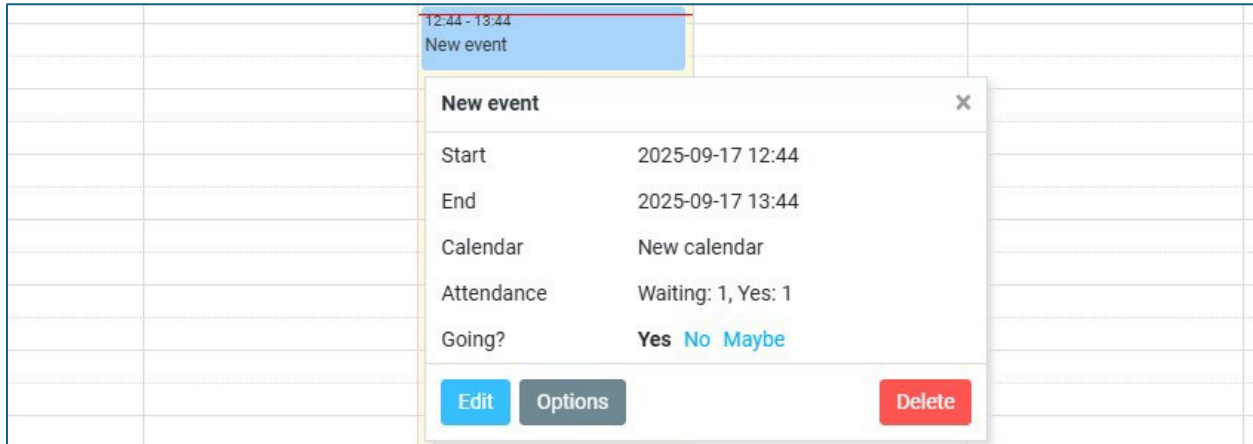 12:44 - 13:44
New event
New event ×
Start 2025-09-17 12:44
End 2025-09-17 13:44
Calendar New calendar
Attendance Waiting: 1, Yes: 1
Going? Yes No Maybe
Edit Options Delete